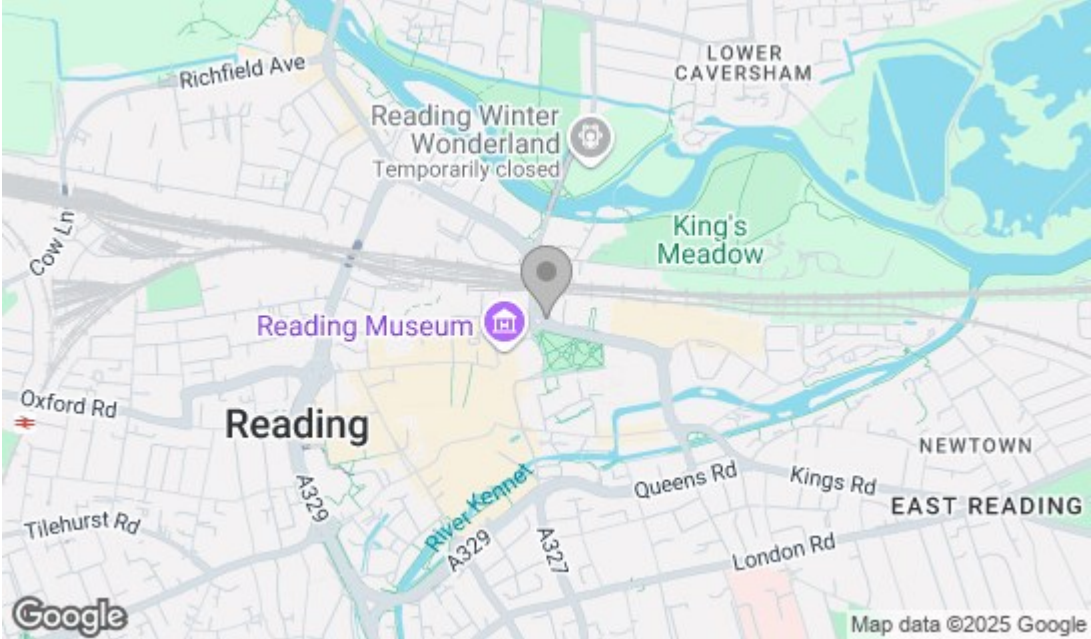 LOWER
CAVERSHAM
Richfield Ave
Reading Winter
Wonderland
Temporarily closed
Cow Ln
King's
Meadow
Reading Museum
Oxford Rd
Reading
NEWTOWN
Queens Rd
Kings Rd
EAST READING
A329
River Kennet
Tilehurst Rd
A329
A327
London Rd
Google
Map data ©2025 Google